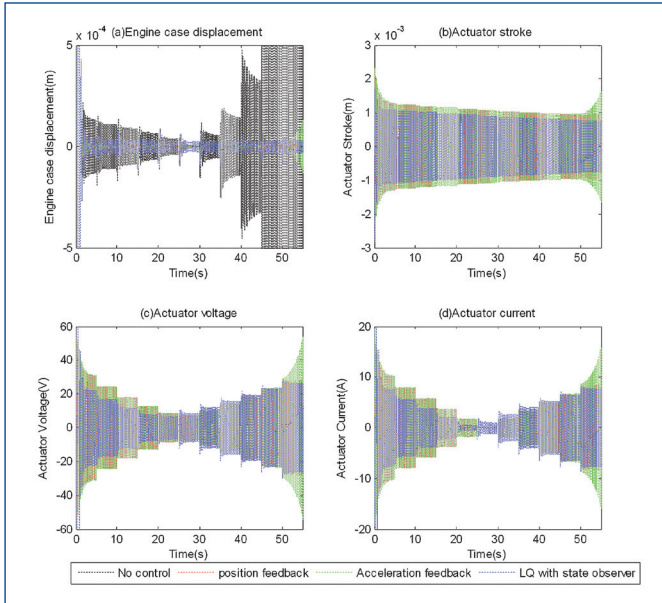 × 10⁻⁴ (a)Engine case displacement
5
0
-5
Engine case displacement(m)
0 10 20 30 40 50
Time(s)
(b)Actuator stroke
× 10⁻³
3
2
1
0
-1
-2
-3
Actuator Stroke(m)
0 10 20 30 40 50
Time(s)
(c)Actuator voltage
60
40
20
0
-20
-40
-60
Actuator Voltage(V)
0 10 20 30 40 50
Time(s)
(d)Actuator current
20
10
0
-10
-20
Actuator Current(A)
0 10 20 30 40 50
Time(s)
No control position feedback Acceleration feedback LQ with state observer